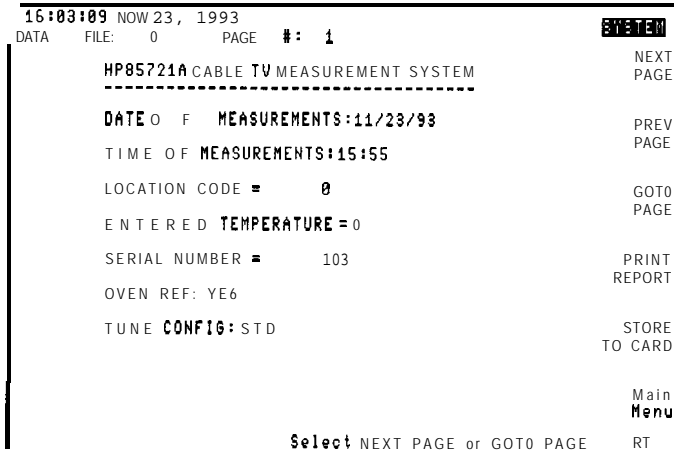 16:03:09 NOW 23, 1993
SYSTEM
DATA FILE: 0 PAGE #: 1
NEXT
PAGE
HP85721A CABLE TV MEASUREMENT SYSTEM
-------------------------------------
DATE O F MEASUREMENTS:11/23/93
PREV
PAGE
TIME OF MEASUREMENTS:15:55
LOCATION CODE = 0
GOT0
PAGE
ENTERED TEMPERATURE = 0
SERIAL NUMBER = 103
PRINT
REPORT
OVEN REF: YE6
TUNE CONFIG: STD
STORE
TO CARD
Main
Menu
Select NEXT PAGE or GOT0 PAGE
RT